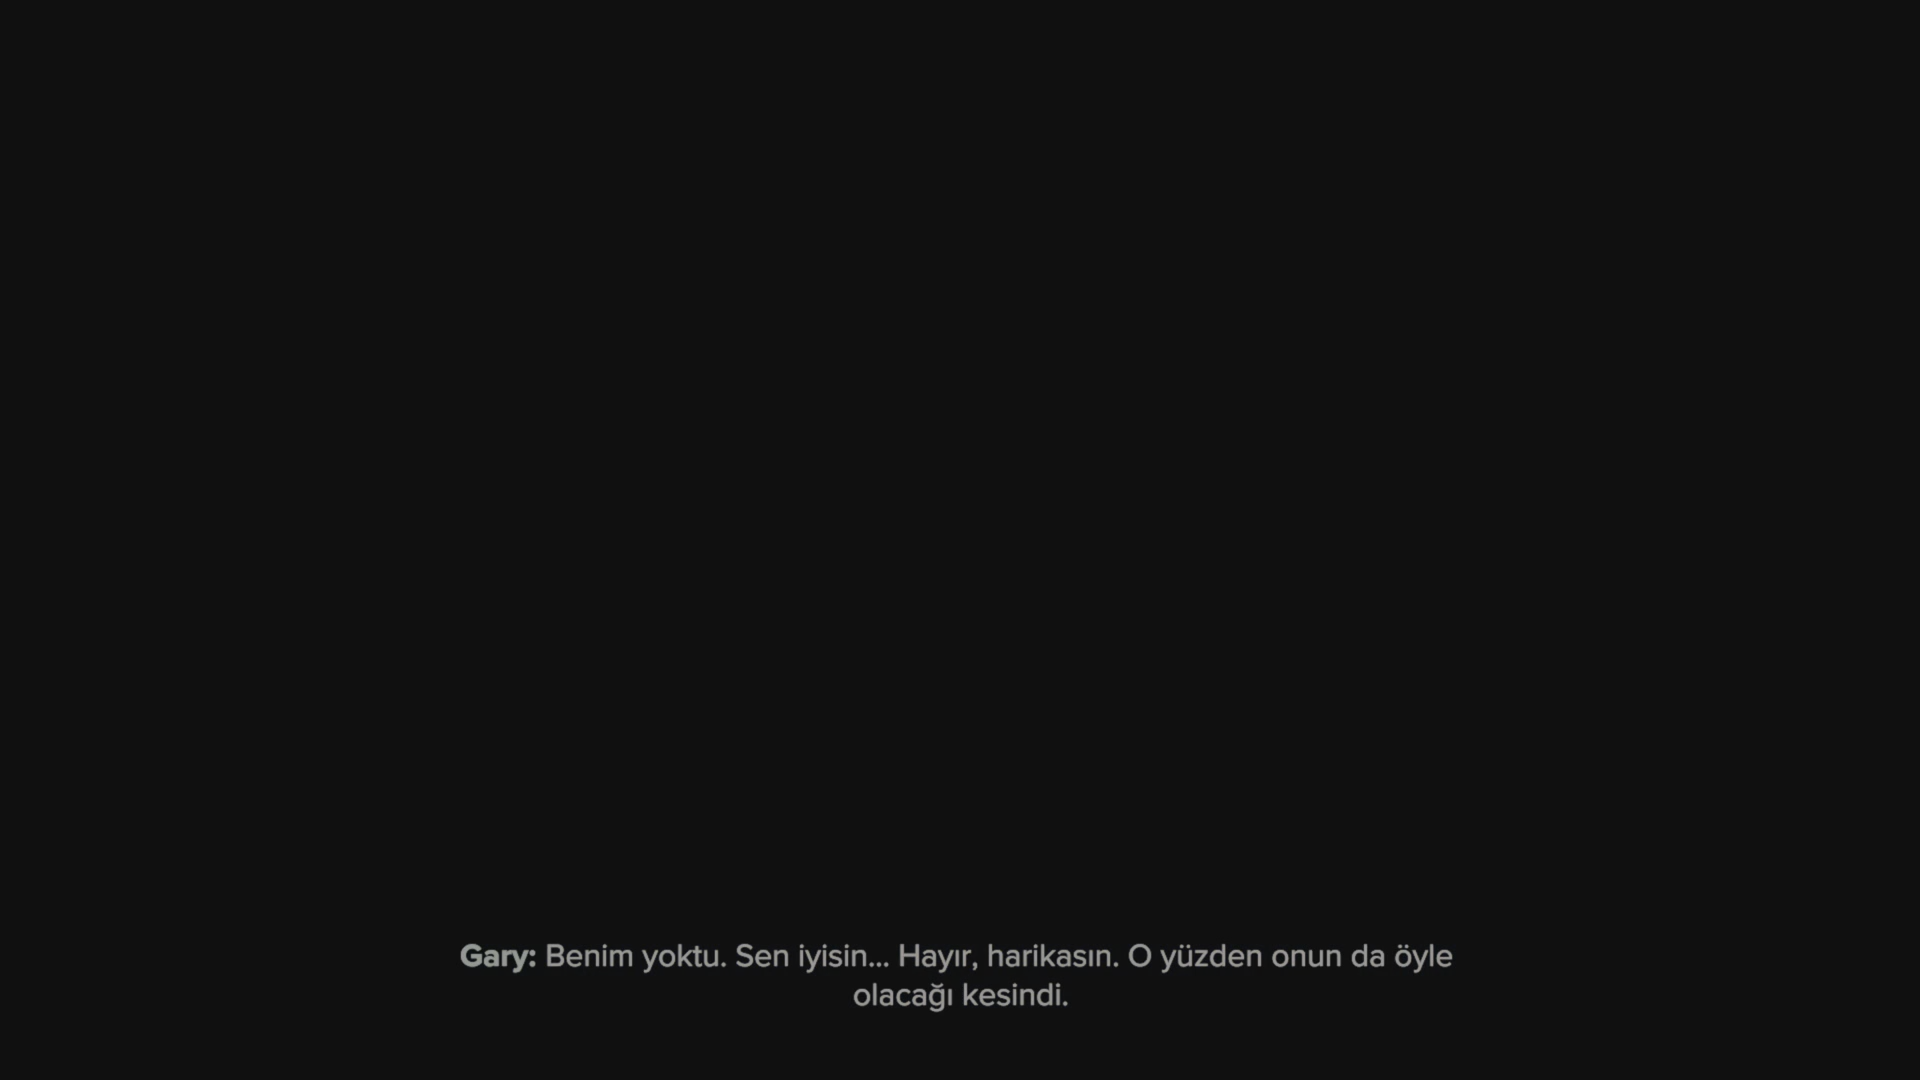 Gary: Benim yoktu. Sen iyisin... Hayır, harikasın. O yüzden onun da öyle
olacağı kesindi.